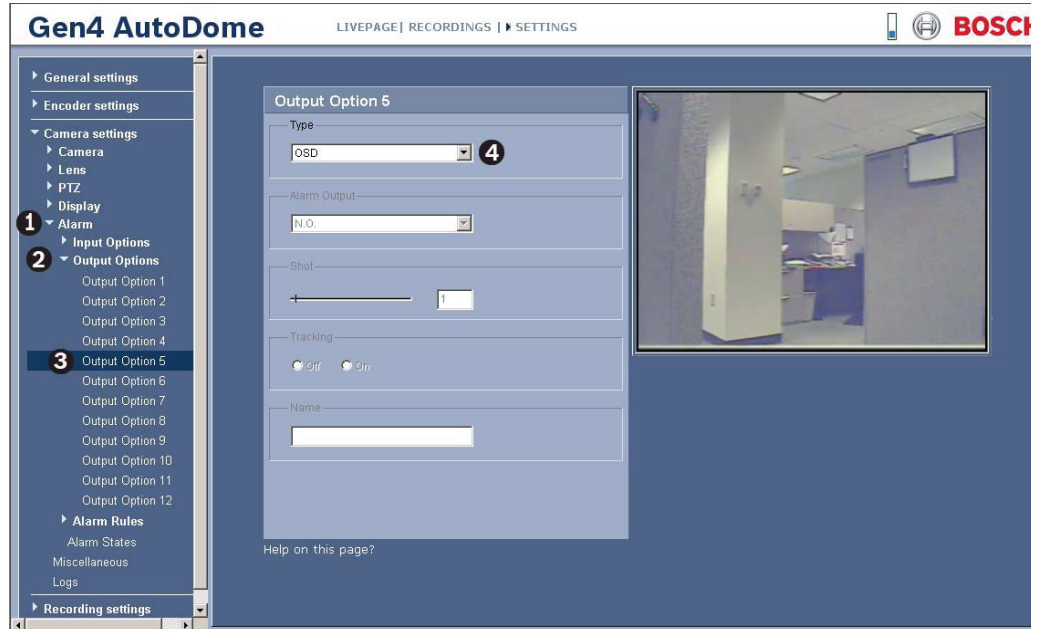 Gen4 AutoDome
LIVEPAGE| RECORDINGS | SETTINGS
BOSCH
General settings
Encoder settings
Camera settings
Camera
Lens
PTZ
Display
1 Alarm
Input Options
2 Output Options
Output Option 1
Output Option 2
Output Option 3
Output Option 4
3 Output Option 5
Output Option 6
Output Option 7
Output Option 8
Output Option 9
Output Option 10
Output Option 11
Output Option 12
Alarm Rules
Alarm States
Miscellaneous
Logs
Recording settings
Output Option 5
Type
OSD 4
Alarm Output
N.O.
Shot
1
Tracking
Off On
Name
Help on this page?